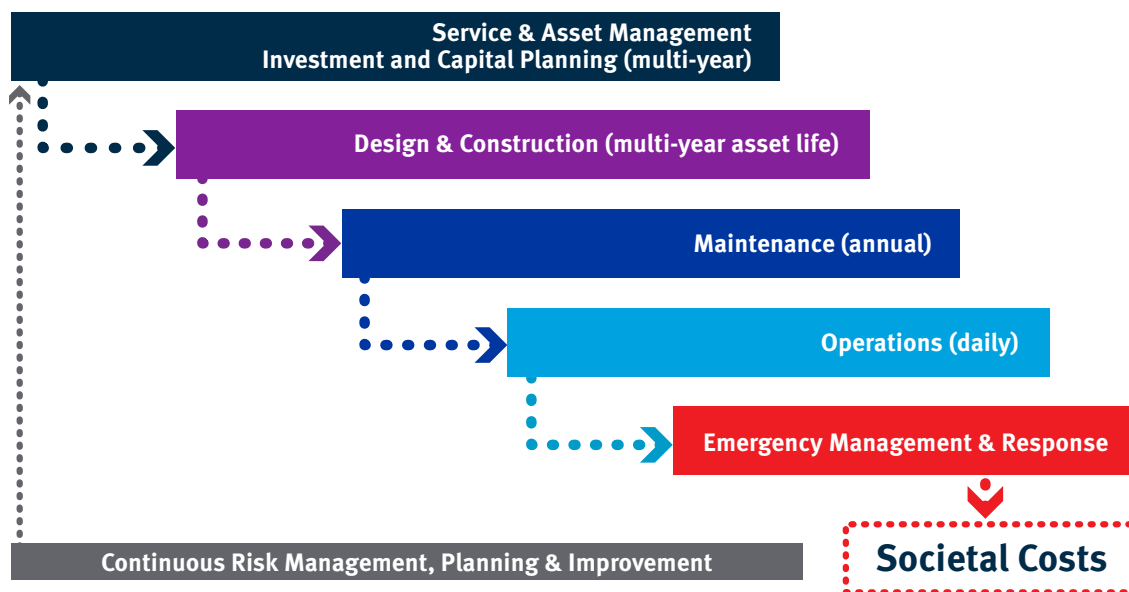 Service & Asset Management
Investment and Capital Planning (multi-year)
Design & Construction (multi-year asset life)
Maintenance (annual)
Operations (daily)
Emergency Management & Response
Continuous Risk Management, Planning & Improvement
Societal Costs